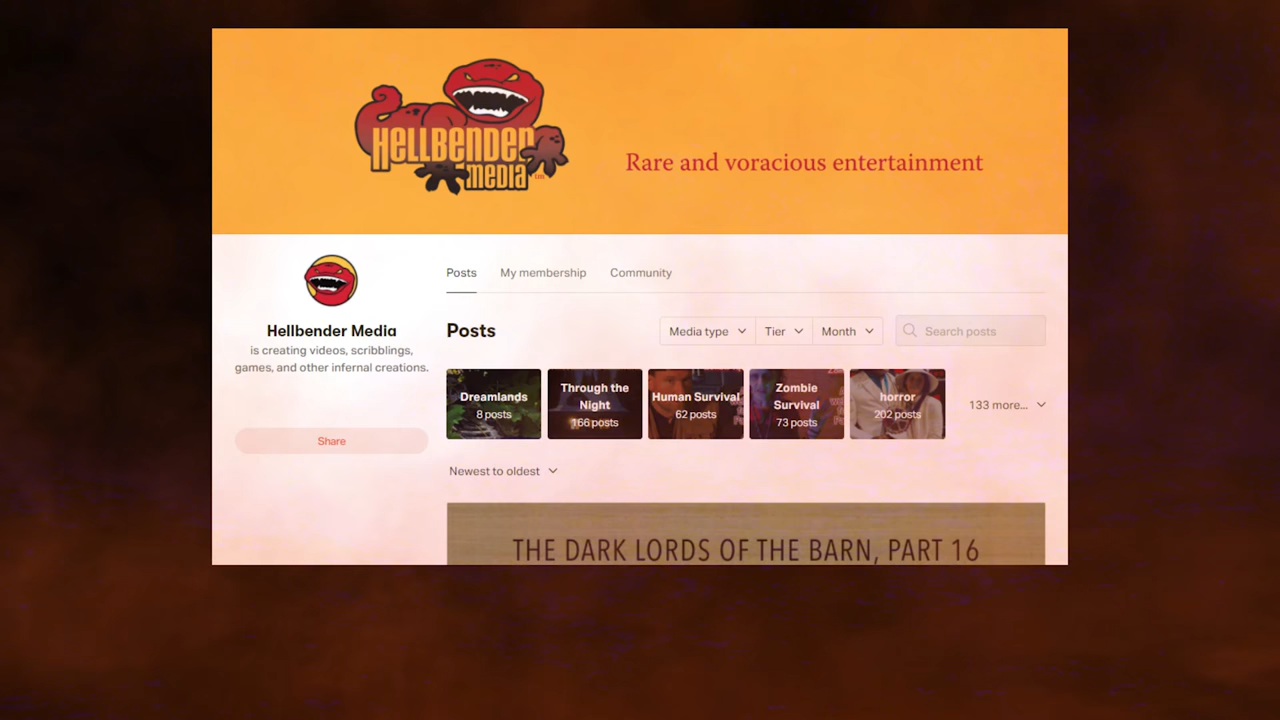 HELLBENDER
MEDIA
Rare and voracious entertainment
Posts
My membership
Community
Hellbender Media
is creating videos, scribblings,
games, and other infernal creations.
Share
Posts
Media type
Tier
Month
Search posts
Dreamlands
8 posts
Through the
Night
166 posts
Human Survival
62 posts
Zombie
Survival
73 posts
horror
202 posts
133 more...
Newest to oldest
THE DARK LORDS OF THE BARN, PART 16